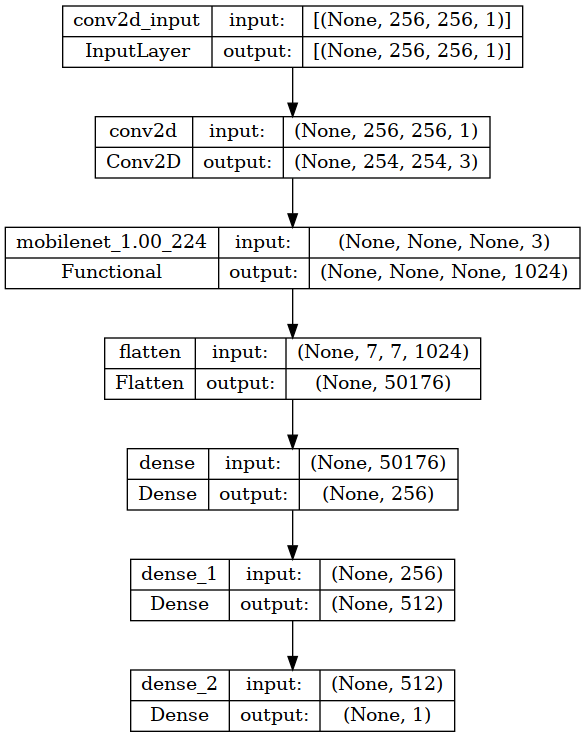 conv2d_input input: [(None, 256, 256, 1)]
InputLayer output: [(None, 256, 256, 1)]
conv2d input: (None, 256, 256, 1)
Conv2D output: (None, 254, 254, 3)
mobilenet_1.00_224 input: (None, None, None, 3)
Functional output: (None, None, None, 1024)
flatten input: (None, 7, 7, 1024)
Flatten output: (None, 50176)
dense input: (None, 50176)
Dense output: (None, 256)
dense_1 input: (None, 256)
Dense output: (None, 512)
dense_2 input: (None, 512)
Dense output: (None, 1)